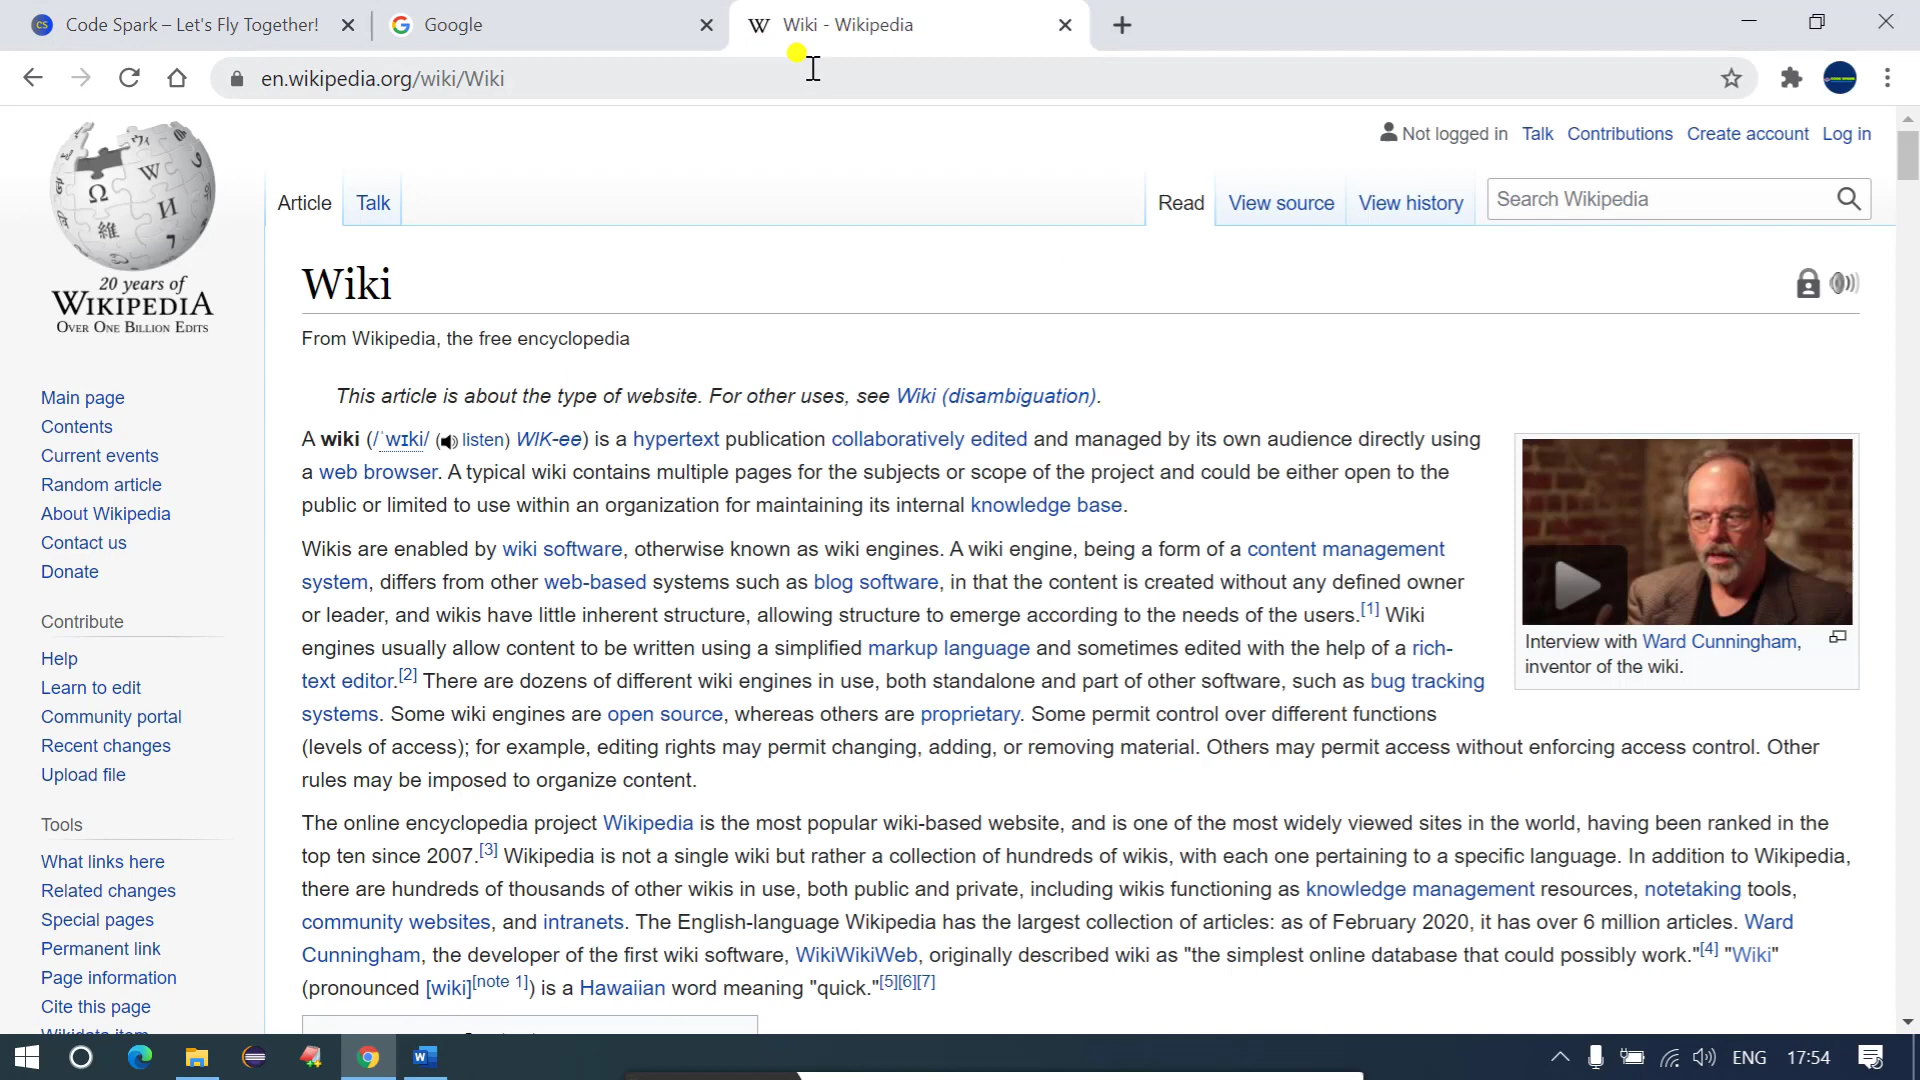 CS Code Spark – Let's Fly Together!
Google
W Wiki - Wikipedia
en.wikipedia.org/wiki/Wiki
Not logged in Talk Contributions Create account Log in
Article Talk
Read View source View history
Search Wikipedia
20 years of
WIKIPEDIA
OVER ONE BILLION EDITS
Main page
Contents
Current events
Random article
About Wikipedia
Contact us
Donate
Contribute
Help
Learn to edit
Community portal
Recent changes
Upload file
Tools
What links here
Related changes
Special pages
Permanent link
Page information
Cite this page
Wikidata item
Wiki
From Wikipedia, the free encyclopedia
This article is about the type of website. For other uses, see Wiki (disambiguation).
A wiki (/ˈwɪki/ (listen) WIK-ee) is a hypertext publication collaboratively edited and managed by its own audience directly using
a web browser. A typical wiki contains multiple pages for the subjects or scope of the project and could be either open to the
public or limited to use within an organization for maintaining its internal knowledge base.
Wikis are enabled by wiki software, otherwise known as wiki engines. A wiki engine, being a form of a content management
system, differs from other web-based systems such as blog software, in that the content is created without any defined owner
or leader, and wikis have little inherent structure, allowing structure to emerge according to the needs of the users.[1] Wiki
engines usually allow content to be written using a simplified markup language and sometimes edited with the help of a rich-
text editor.[2] There are dozens of different wiki engines in use, both standalone and part of other software, such as bug tracking
systems. Some wiki engines are open source, whereas others are proprietary. Some permit control over different functions
(levels of access); for example, editing rights may permit changing, adding, or removing material. Others may permit access without enforcing access control. Other
rules may be imposed to organize content.
Interview with Ward Cunningham,
inventor of the wiki.
The online encyclopedia project Wikipedia is the most popular wiki-based website, and is one of the most widely viewed sites in the world, having been ranked in the
top ten since 2007.[3] Wikipedia is not a single wiki but rather a collection of hundreds of wikis, with each one pertaining to a specific language. In addition to Wikipedia,
there are hundreds of thousands of other wikis in use, both public and private, including wikis functioning as knowledge management resources, notetaking tools,
community websites, and intranets. The English-language Wikipedia has the largest collection of articles: as of February 2020, it has over 6 million articles. Ward
Cunningham, the developer of the first wiki software, WikiWikiWeb, originally described wiki as "the simplest online database that could possibly work."[4] "Wiki"
(pronounced [wiki][note 1]) is a Hawaiian word meaning "quick."[5][6][7]
ENG 17:54